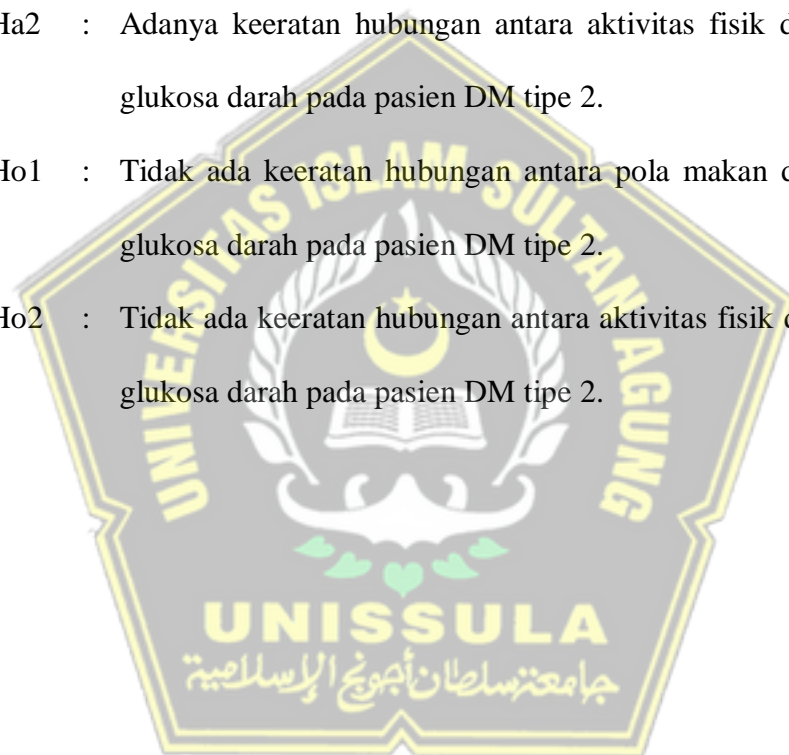 Ha2 : Adanya keeratan hubungan antara aktivitas fisik d
glukosa darah pada pasien DM tipe 2.
Ho1 : Tidak ada keeratan hubungan antara pola makan d
glukosa darah pada pasien DM tipe 2.
Ho2 : Tidak ada keeratan hubungan antara aktivitas fisik d
glukosa darah pada pasien DM tipe 2.
UNIVERSITAS ISLAM SULTAN AGUNG
UNISSULA
جامعتنسلطان أجونج الإسلامية